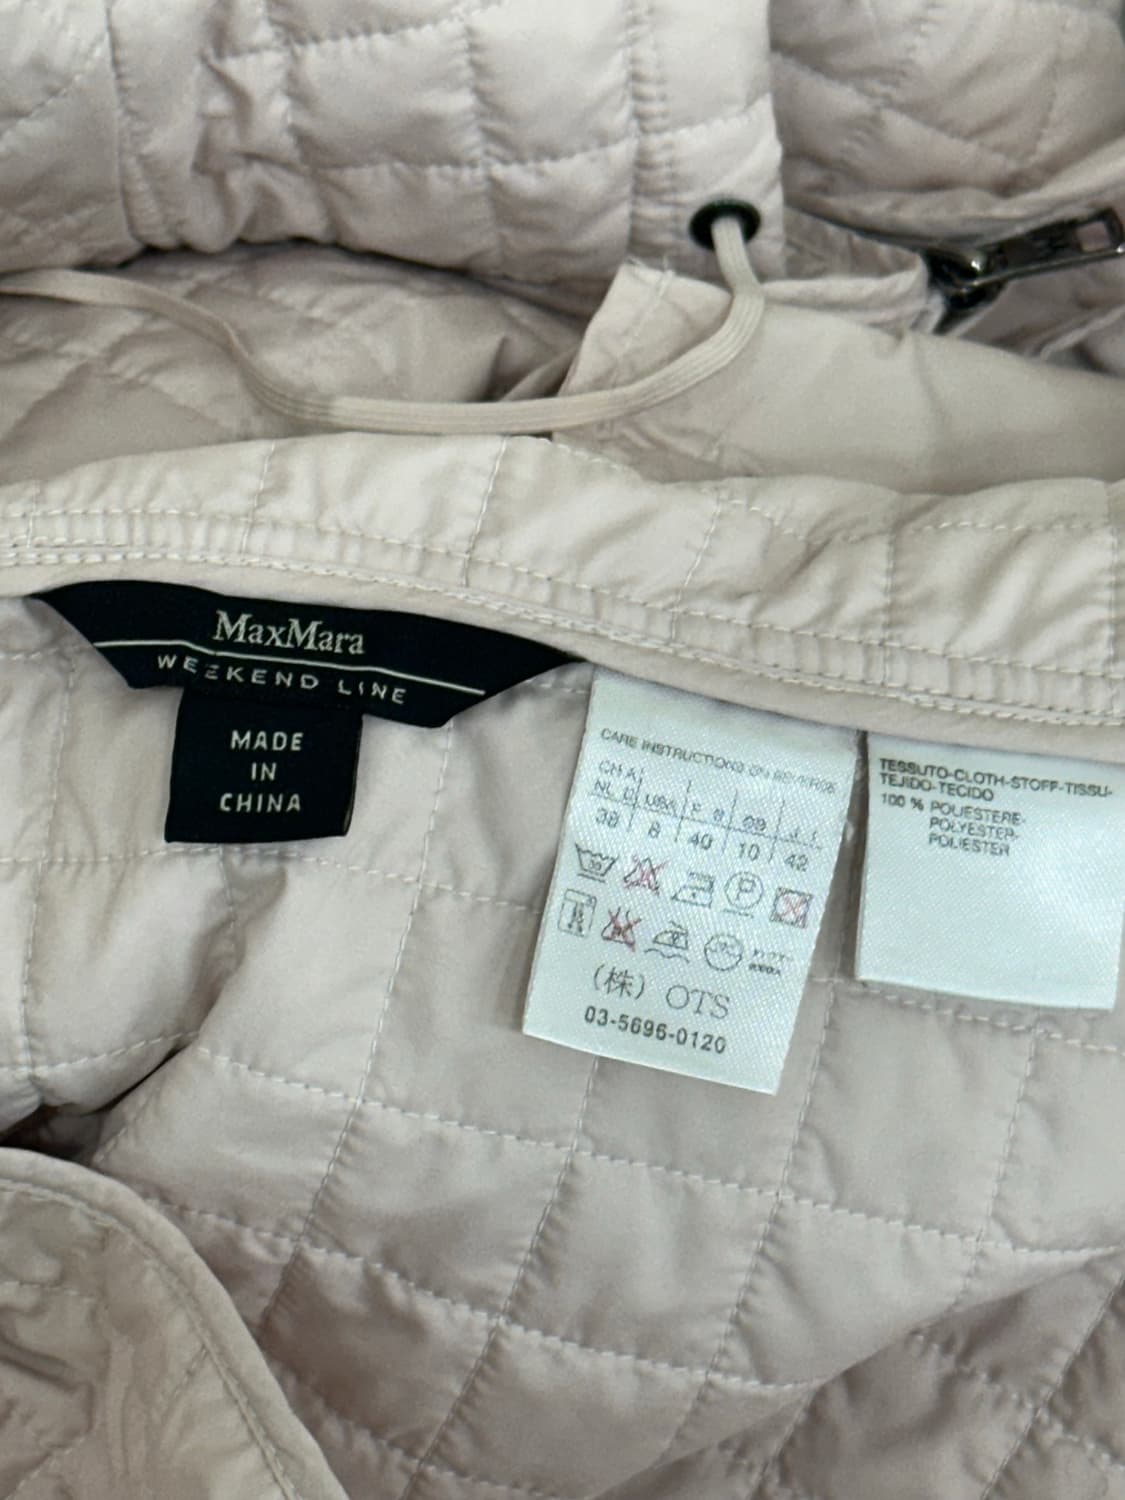 MaxMara
WEEKEND LINE
MADE
IN
CHINA
CARE INSTRUCTIONS ON REVERSE
CH A
NL D USA F B GB J I
38 8 40 10 42
P
(株) OTS
03-5696-0120
TESSUTO-CLOTH-STOFF-TISSU-
TEJIDO-TECIDO
100 % POLIESTERE-
POLYESTER-
POLIESTER